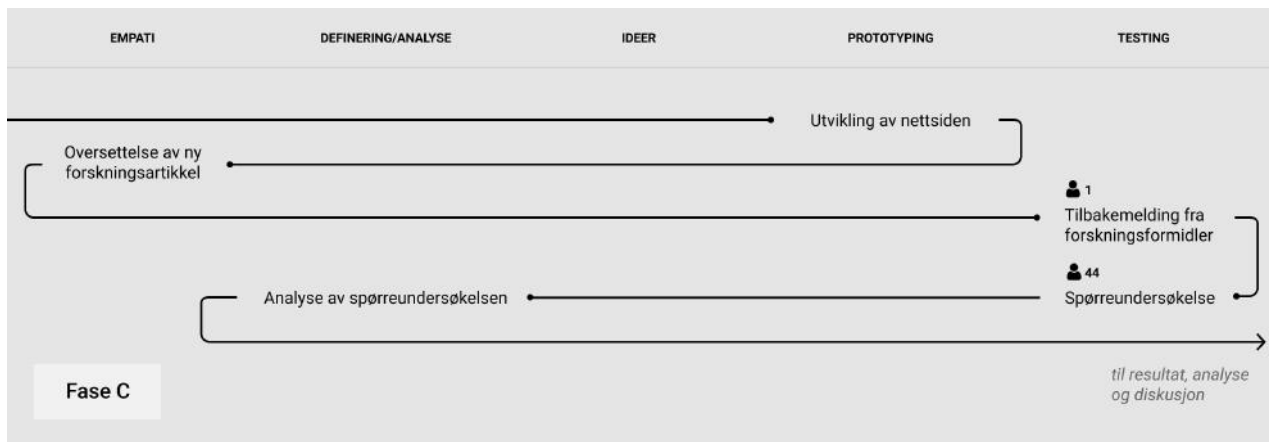 EMPATI
DEFINERING/ANALYSE
IDEER
PROTOTYPING
TESTING
Utvikling av nettsiden
Oversettelse av ny
forskningsartikkel
1
Tilbakemelding fra
forskningsformidler
44
Analyse av spørreundersøkelsen
Spørreundersøkelse
Fase C
til resultat, analyse
og diskusjon